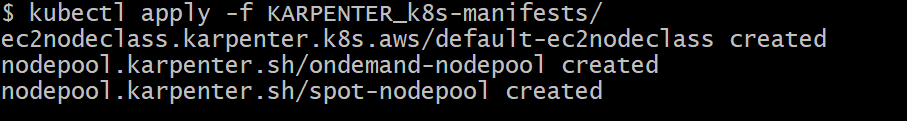 $ kubectl apply -f KARPENTER_k8s-manifests/
ec2nodeclass.karpenter.k8s.aws/default-ec2nodeclass created
nodepool.karpenter.sh/ondemand-nodepool created
nodepool.karpenter.sh/spot-nodepool created